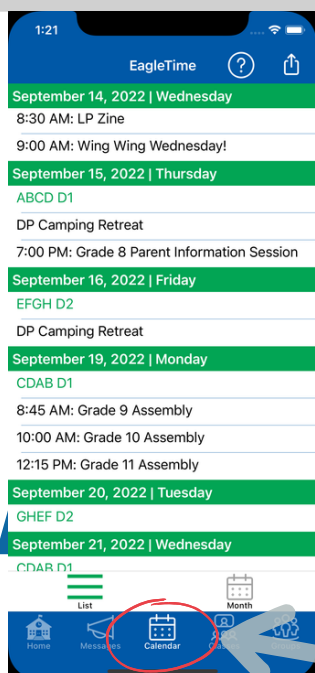 1:21
EagleTime
?
September 14, 2022 | Wednesday
8:30 AM: LP Zine
9:00 AM: Wing Wing Wednesday!
September 15, 2022 | Thursday
ABCD D1
DP Camping Retreat
7:00 PM: Grade 8 Parent Information Session
September 16, 2022 | Friday
EFGH D2
DP Camping Retreat
September 19, 2022 | Monday
CDAB D1
8:45 AM: Grade 9 Assembly
10:00 AM: Grade 10 Assembly
12:15 PM: Grade 11 Assembly
September 20, 2022 | Tuesday
GHEF D2
September 21, 2022 | Wednesday
CDAB D1
List Month
Home Messages Calendar Classes